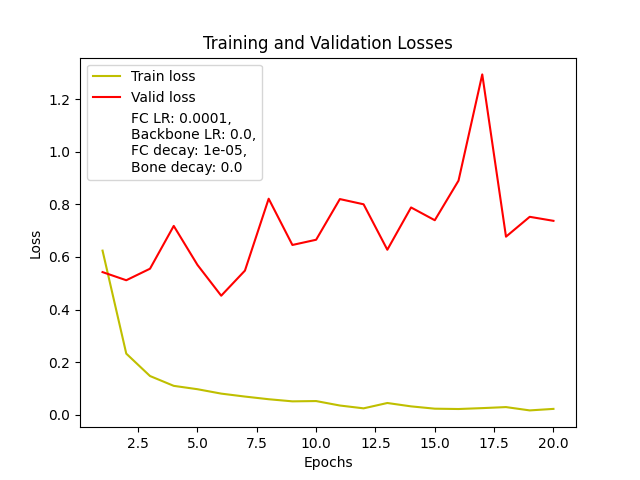 Training and Validation Losses
Train loss
Valid loss
FC LR: 0.0001,
Backbone LR: 0.0,
FC decay: 1e-05,
Bone decay: 0.0
Loss
1.2
1.0
0.8
0.6
0.4
0.2
0.0
2.5 5.0 7.5 10.0 12.5 15.0 17.5 20.0
Epochs